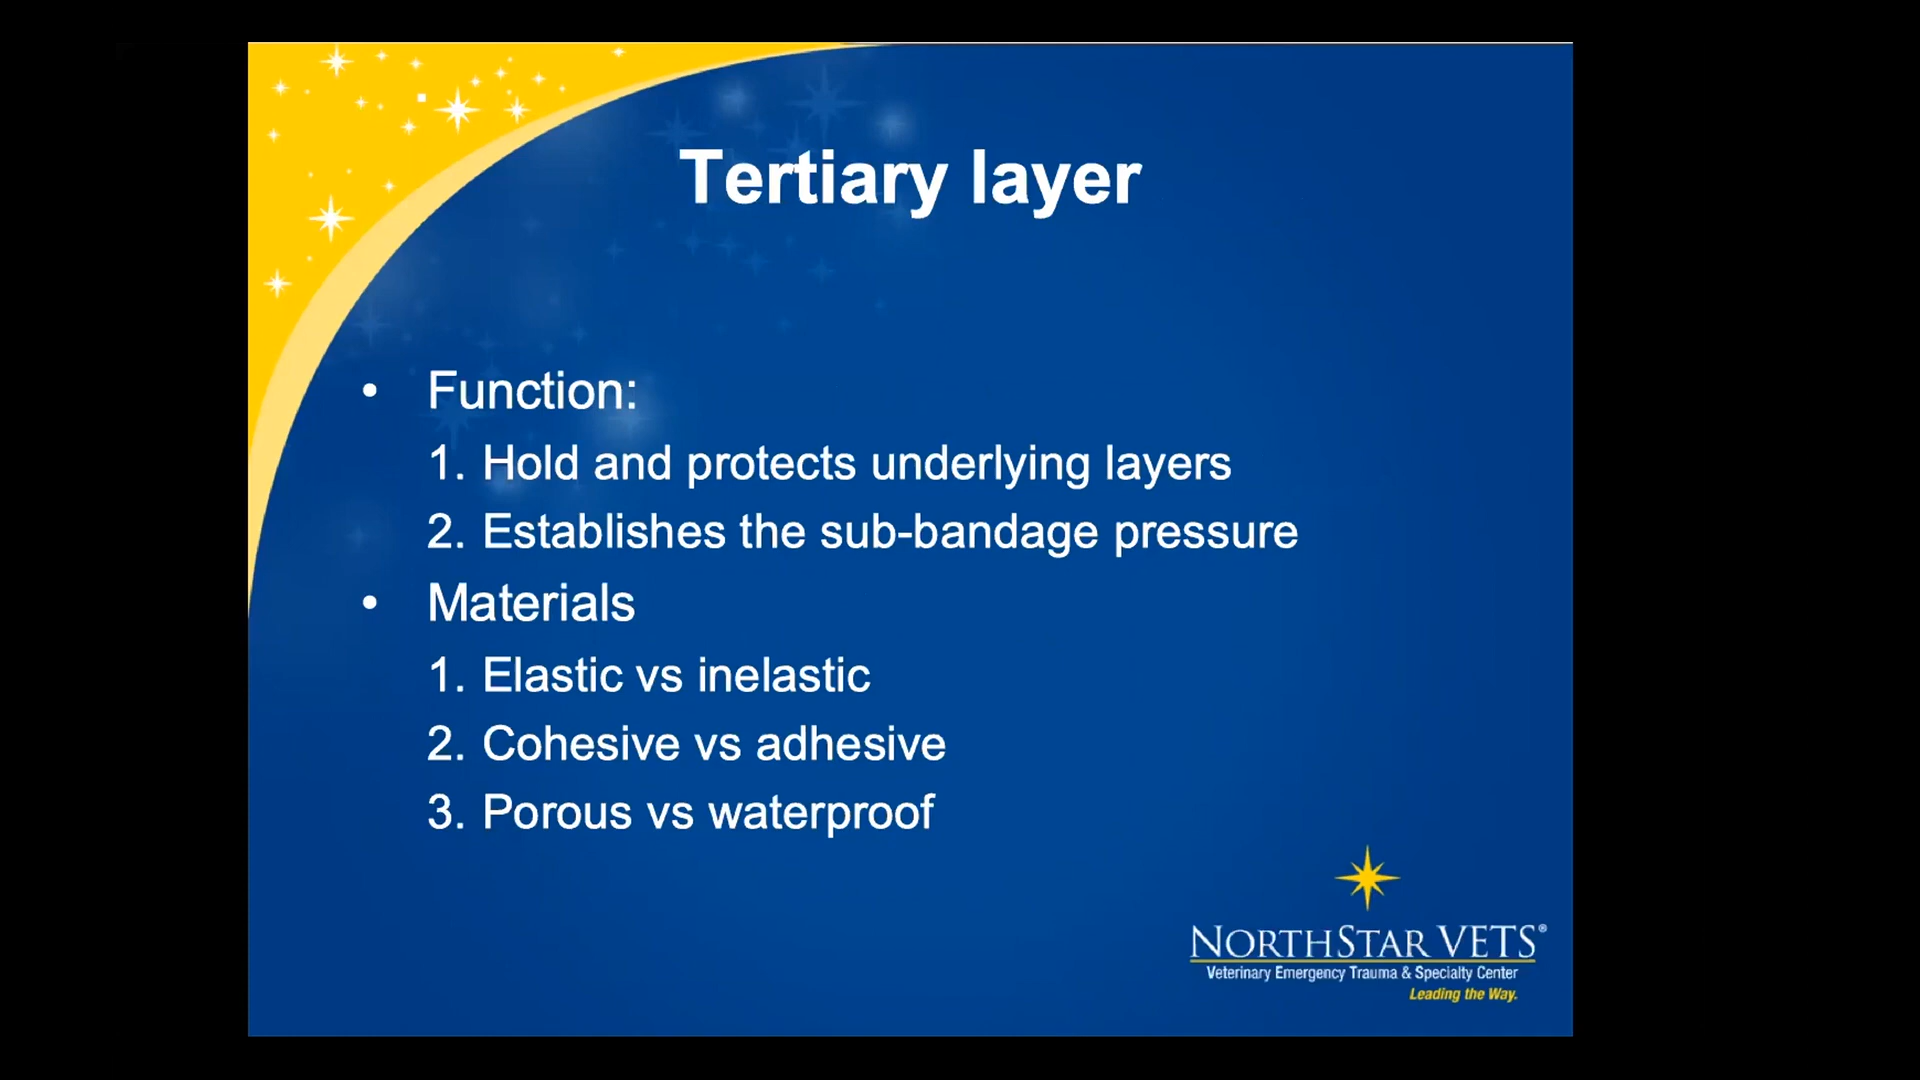 Tertiary layer
• Function:
1. Hold and protects underlying layers
2. Establishes the sub-bandage pressure
• Materials
1. Elastic vs inelastic
2. Cohesive vs adhesive
3. Porous vs waterproof
NORTHSTAR VETS®
Veterinary Emergency Trauma & Specialty Center
Leading the Way.